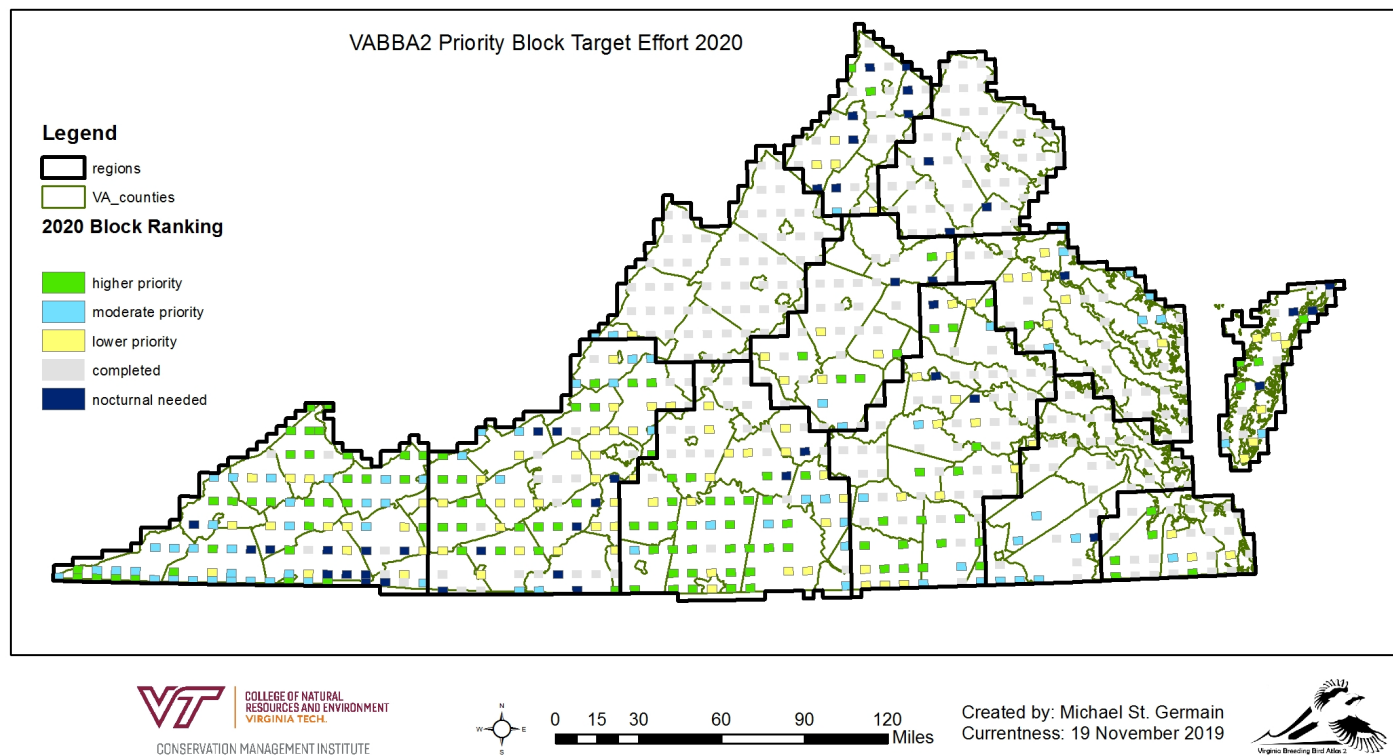 VABBA2 Priority Block Target Effort 2020
Legend
regions
VA_counties
2020 Block Ranking
higher priority
moderate priority
lower priority
completed
nocturnal needed
VT
COLLEGE OF NATURAL
RESOURCES AND ENVIRONMENT
VIRGINIA TECH.
CONSERVATION MANAGEMENT INSTITUTE
N
W E
S
0 15 30 60 90 120
Miles
Created by: Michael St. Germain
Currentness: 19 November 2019
Virginia Breeding Bird Atlas 2